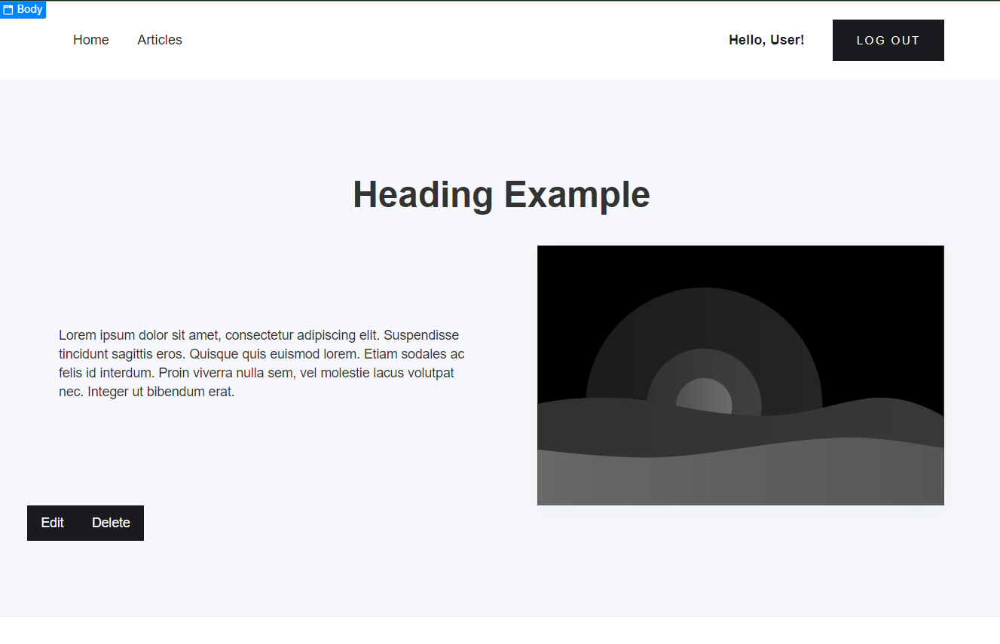 Body
Home Articles Hello, User! LOG OUT
Heading Example
Lorem ipsum dolor sit amet, consectetur adipiscing elit. Suspendisse
tincidunt sagittis eros. Quisque quis euismod lorem. Etiam sodales ac
felis id interdum. Proin viverra nulla sem, vel molestie lacus volutpat
nec. Integer ut bibendum erat.
Edit Delete